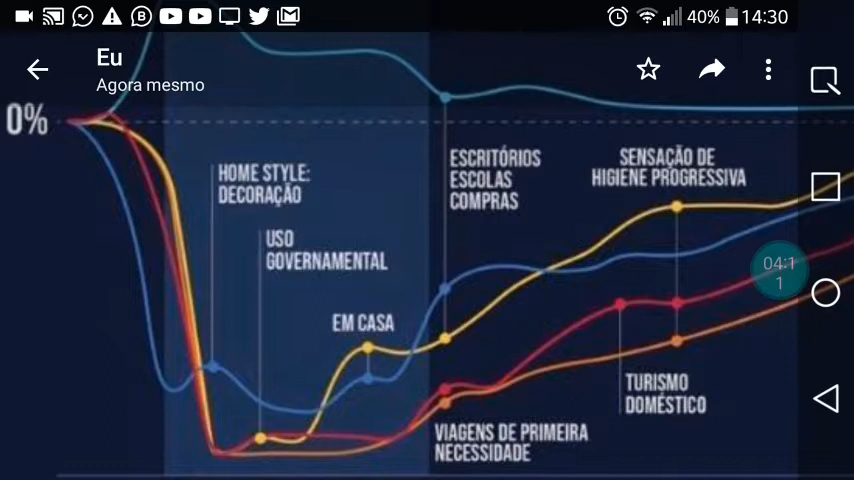 40% 14:30
Eu
Agora mesmo
0%
HOME STYLE:
DECORAÇÃO
USO
GOVERNAMENTAL
EM CASA
ESCRITÓRIOS
ESCOLAS
COMPRAS
SENSAÇÃO DE
HIGIENE PROGRESSIVA
04:1
1
TURISMO
DOMÉSTICO
VIAGENS DE PRIMEIRA
NECESSIDADE